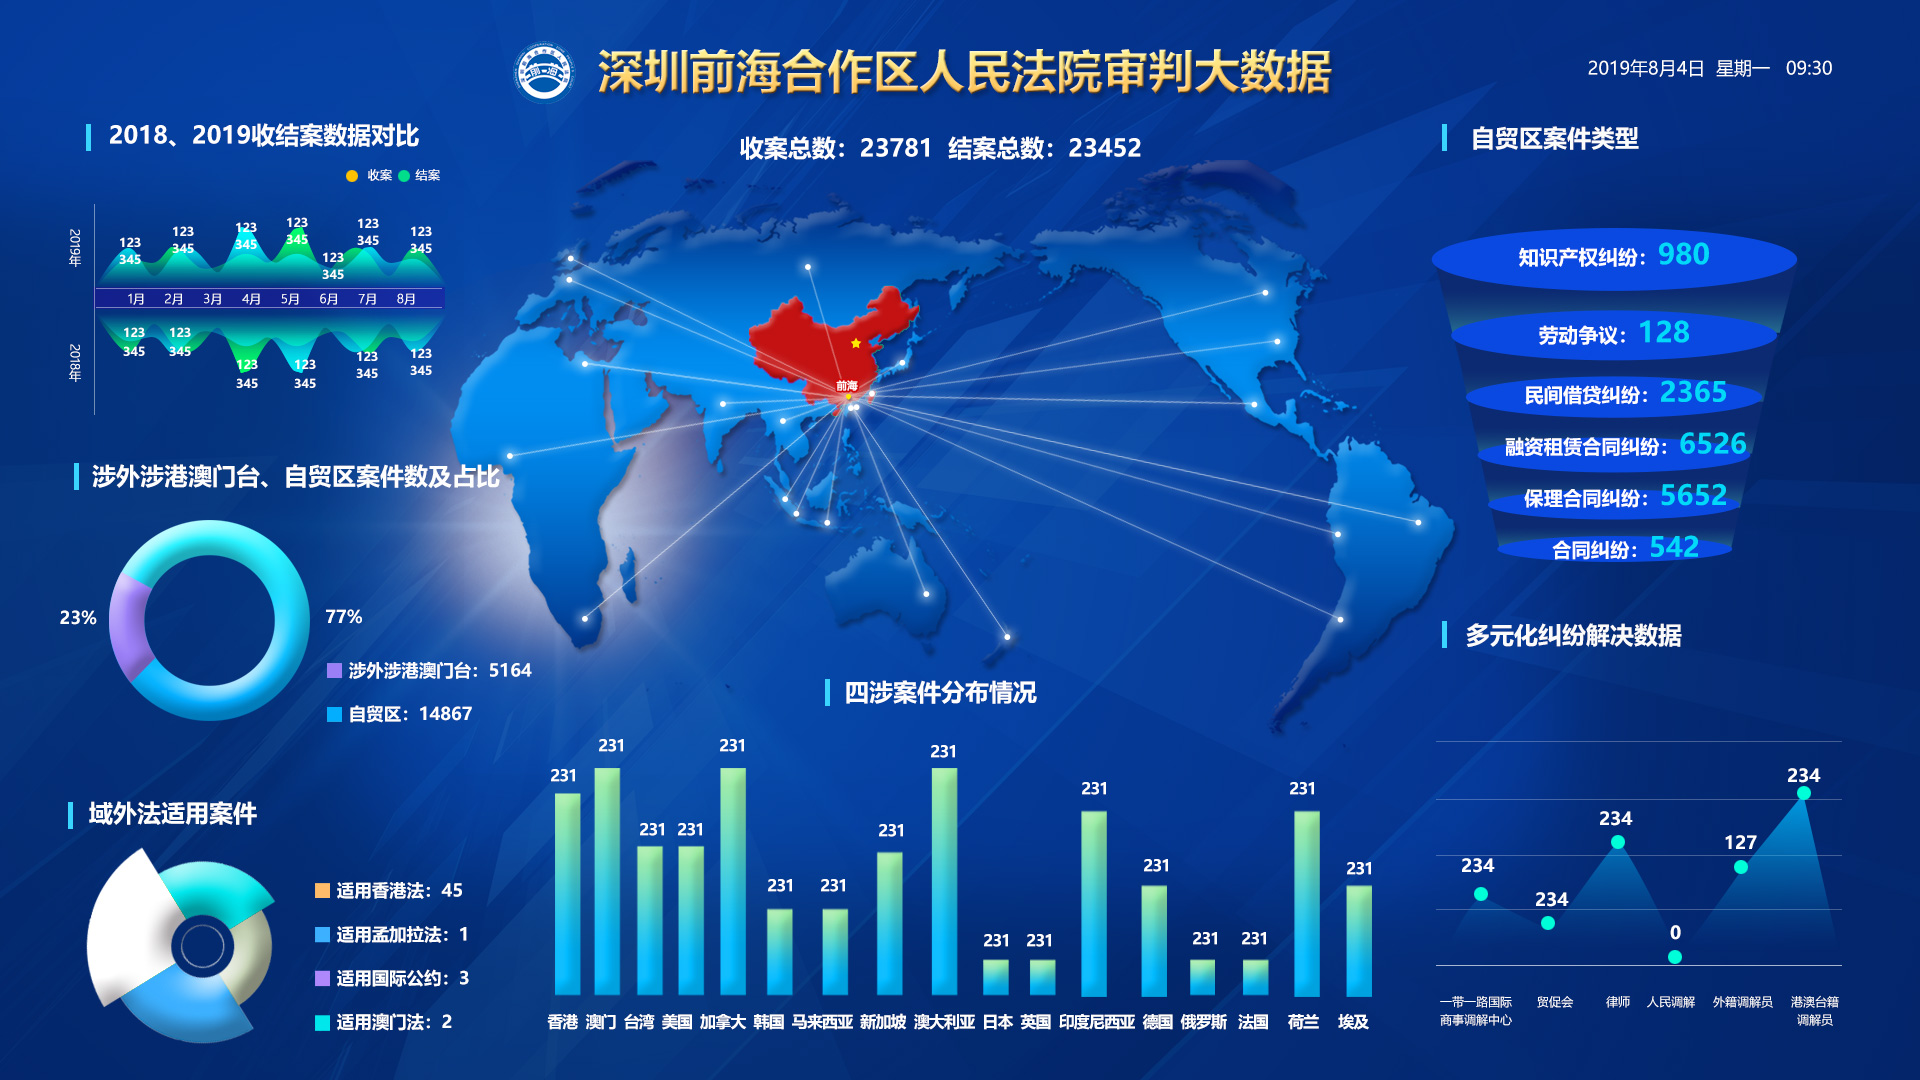 深圳前海合作区人民法院审判大数据
2019年8月4日 星期一 09:30
收案总数：23781 结案总数：23452
2018、2019收结案数据对比
收案 结案
2019年
123 123 123 123 123 123 123
345 345 345 345 345 345 345
1月 2月 3月 4月 5月 6月 7月 8月
2018年
123 123 123 123 123 123
345 345 345 345 345 345
涉外涉港澳门台、自贸区案件数及占比
23%
77%
涉外涉港澳门台：5164
自贸区：14867
域外法适用案件
适用香港法：45
适用孟加拉法：1
适用国际公约：3
适用澳门法：2
前海
四涉案件分布情况
231 231 231 231 231 231 231 231 231 231 231 231 231 231 231 231 231
香港 澳门 台湾 美国 加拿大 韩国 马来西亚 新加坡 澳大利亚 日本 英国 印度尼西亚 德国 俄罗斯 法国 荷兰 埃及
自贸区案件类型
知识产权纠纷：980
劳动争议：128
民间借贷纠纷：2365
融资租赁合同纠纷：6526
保理合同纠纷：5652
合同纠纷：542
多元化纠纷解决数据
234 234 234 0 127 234
一带一路国际 贸促会 律师 人民调解 外籍调解员 港澳台籍
商事调解中心 调解员